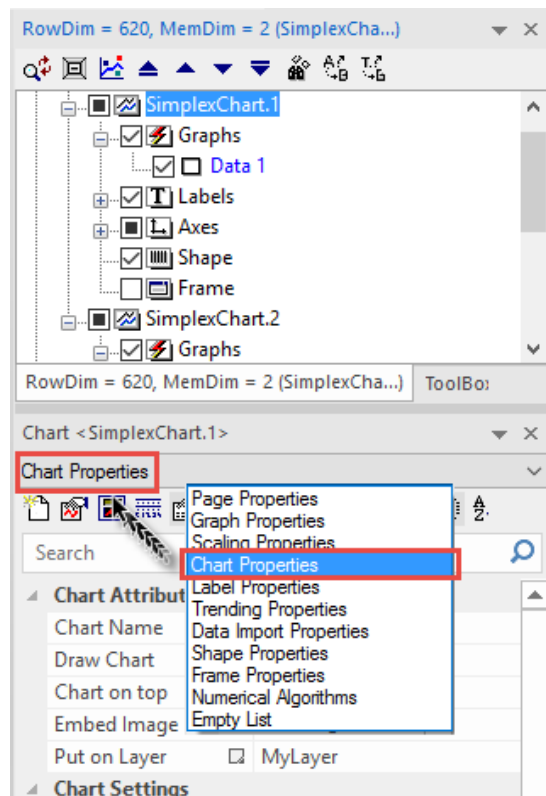 RowDim = 620, MemDim = 2 (SimplexCha...)
SimplexChart.1
Graphs
Data 1
T Labels
Axes
Shape
Frame
SimplexChart.2
Graphs
RowDim = 620, MemDim = 2 (SimplexCha...) ToolBo
Chart <SimplexChart.1>
Chart Properties
Page Properties
Graph Properties
Scaling Properties
Chart Properties
Label Properties
Trending Properties
Data Import Properties
Shape Properties
Frame Properties
Numerical Algorithms
Empty List
Search
Chart Attribut
Chart Name
Draw Chart
Chart on top
Embed Image
Put on Layer MyLayer
Chart Settings